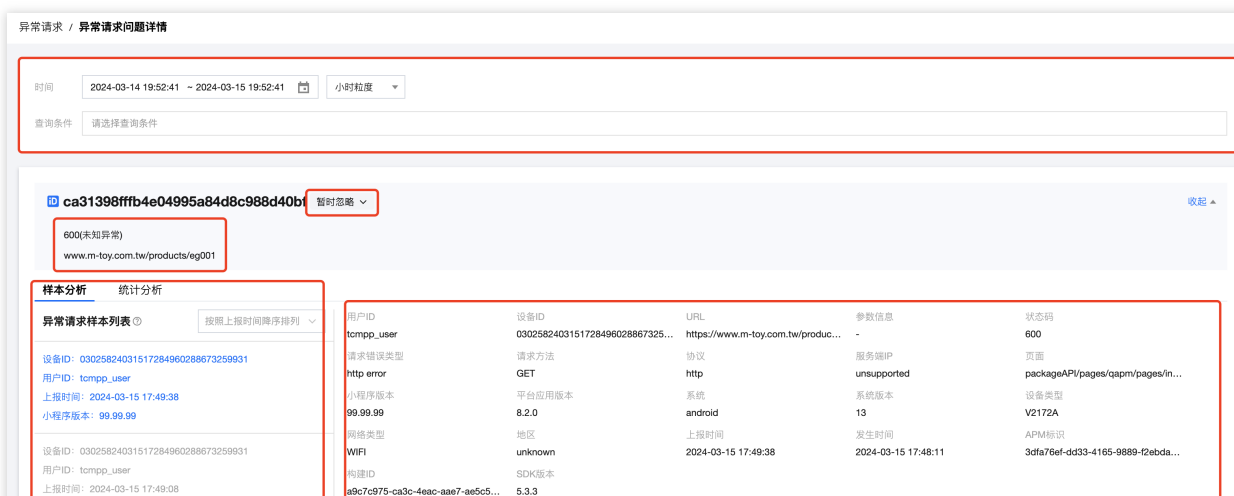 异常请求 / 异常请求问题详情
时间 2024-03-14 19:52:41 ~ 2024-03-15 19:52:41 小时粒度
查询条件 请选择查询条件
ID ca31398fffb4e04995a84d8c988d40bf 暂时忽略 收起
600(未知异常)
www.m-toy.com.tw/products/eg001
样本分析 统计分析
异常请求样本列表 按照上报时间降序排列
设备ID: 03025824031517284960288673259931
用户ID: tcmpp_user
上报时间: 2024-03-15 17:49:38
小程序版本: 99.99.99
设备ID: 03025824031517284960288673259931
用户ID: tcmpp_user
上报时间: 2024-03-15 17:49:08
用户ID 设备ID URL 参数信息 状态码
tcmpp_user 0302582403151728496028867325... https://www.m-toy.com.tw/produc... - 600
请求错误类型 请求方法 协议 服务端IP 页面
http error GET http unsupported packageAPI/pages/qapm/pages/in...
小程序版本 平台应用版本 系统 系统版本 设备类型
99.99.99 8.2.0 android 13 V2172A
网络类型 地区 上报时间 发生时间 APM标识
WIFI unknown 2024-03-15 17:49:38 2024-03-15 17:48:11 3dfa76ef-dd33-4165-9889-f2ebda...
构建ID SDK版本
a9c7c975-ca3c-4eac-aae7-ae5c5... 5.3.3